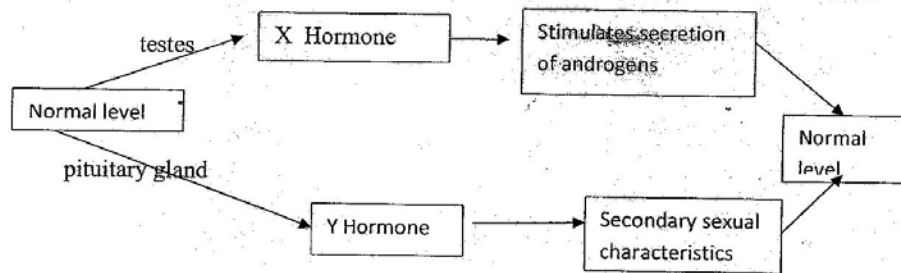 testes
X Hormone
Stimulates secretion
of androgens
Normal level
Normal
level
pituitary gland
Y Hormone
Secondary sexual
characteristics